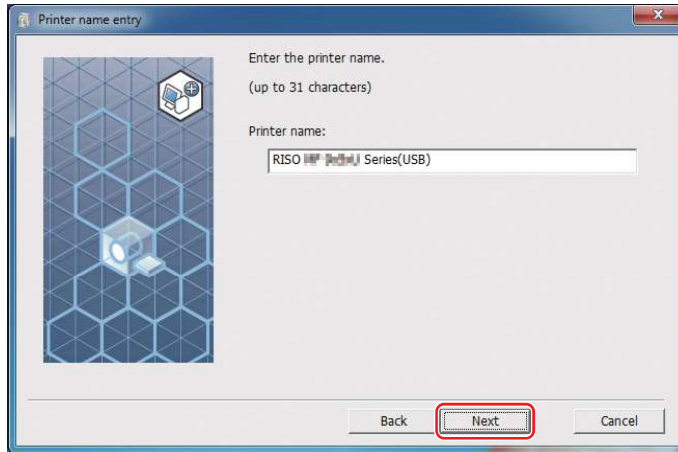 Printer name entry
Enter the printer name.
(up to 31 characters)
Printer name:
RISO Series(USB)
Back
Next
Cancel